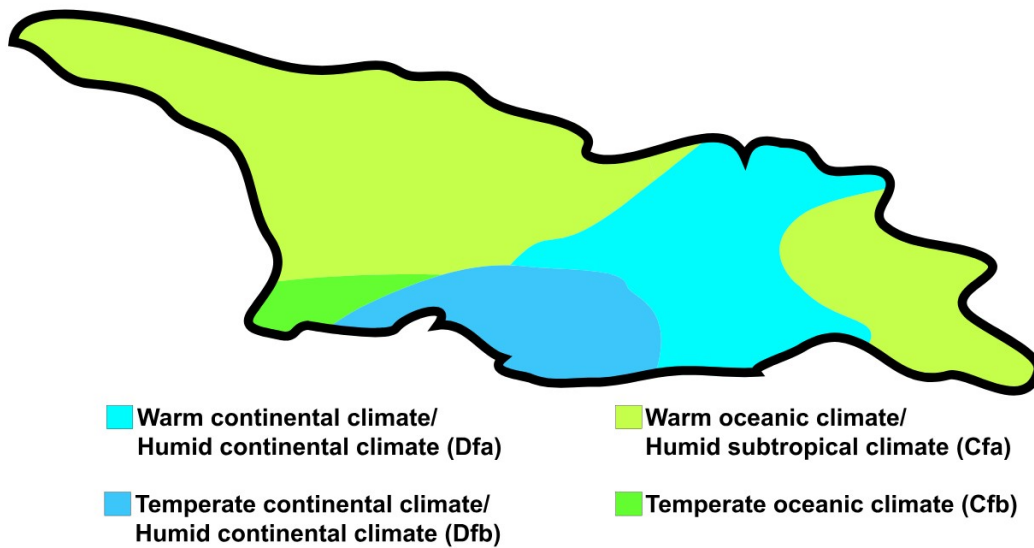 Warm continental climate/
Humid continental climate (Dfa)
Temperate continental climate/
Humid continental climate (Dfb)
Warm oceanic climate/
Humid subtropical climate (Cfa)
Temperate oceanic climate (Cfb)